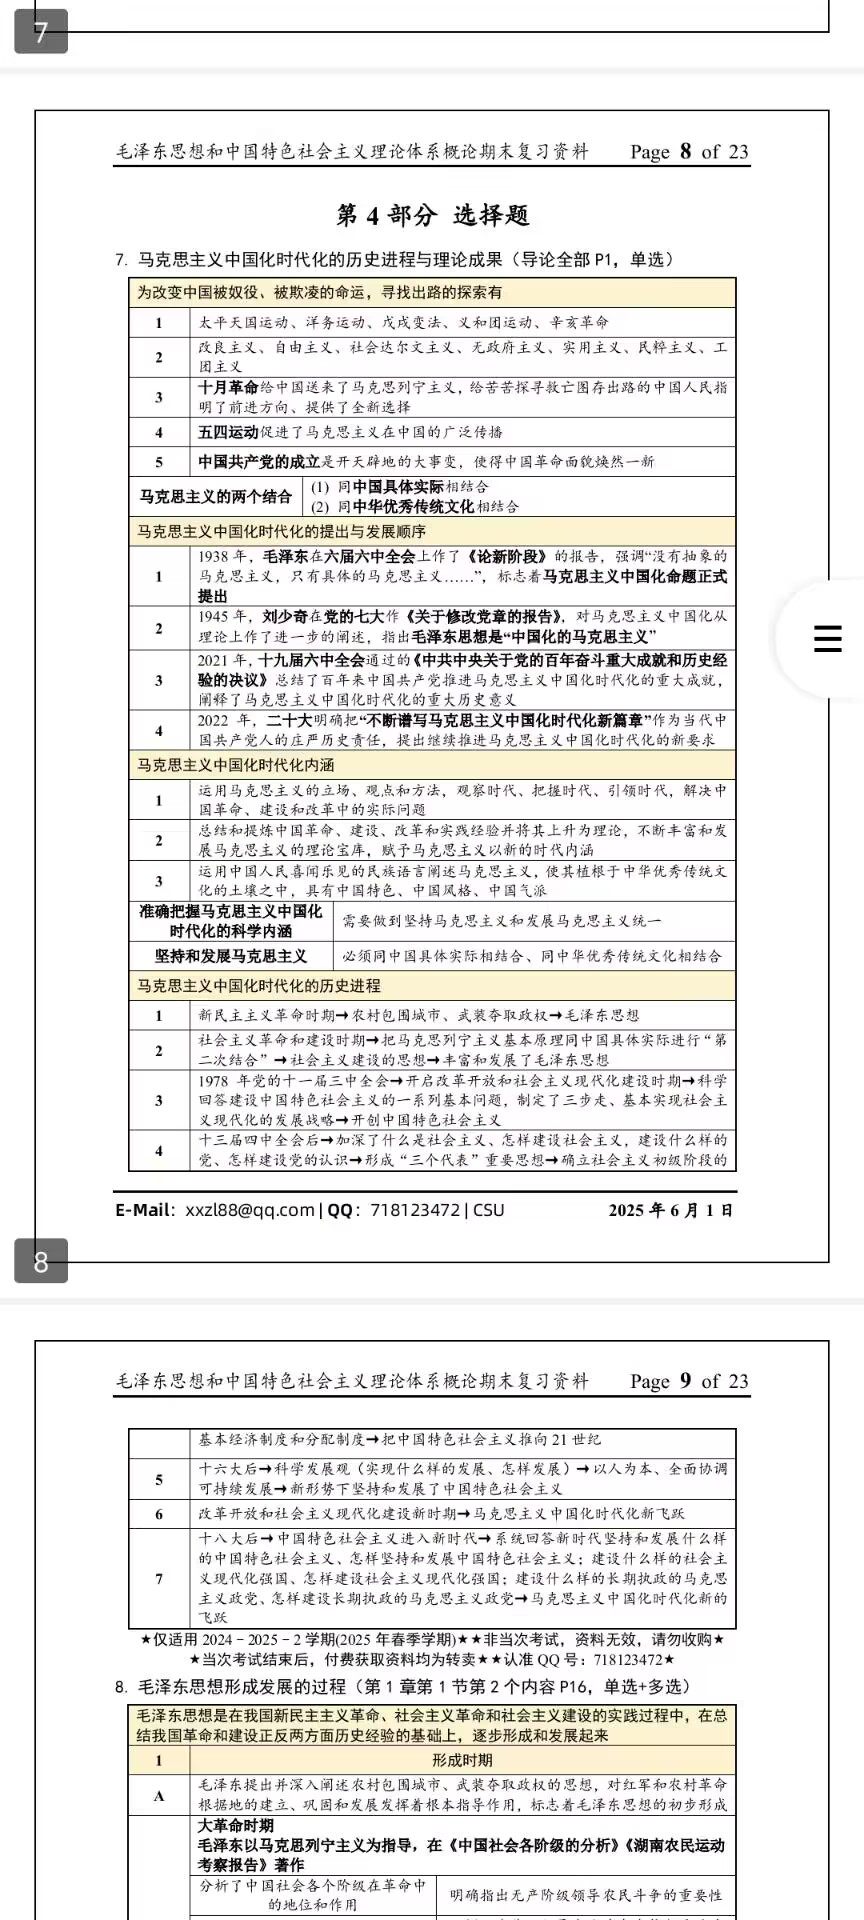 7
毛泽东思想和中国特色社会主义理论体系概论期末复习资料 Page 8 of 23
第 4 部分 选择题
7. 马克思主义中国化时代化的历史进程与理论成果（导论全部 P1，单选）
为改变中国被奴役、被欺凌的命运，寻找出路的探索有
1 太平天国运动、洋务运动、戊戌变法、义和团运动、辛亥革命
2 改良主义、自由主义、社会达尔文主义、无政府主义、实用主义、民粹主义、工
团主义
3 十月革命给中国送来了马克思列宁主义，给苦苦探寻救亡图存出路的中国人民指
明了前进方向、提供了全新选择
4 五四运动促进了马克思主义在中国的广泛传播
5 中国共产党的成立是开天辟地的大事变，使得中国革命面貌焕然一新
马克思主义的两个结合 (1) 同中国具体实际相结合
(2) 同中华优秀传统文化相结合
马克思主义中国化时代化的提出与发展顺序
1 1938 年，毛泽东在六届六中全会上作了《论新阶段》的报告，强调“没有抽象的
马克思主义，只有具体的马克思主义……”，标志着马克思主义中国化命题正式
提出
2 1945 年，刘少奇在党的七大作《关于修改党章的报告》，对马克思主义中国化从
理论上作了进一步的阐述，指出毛泽东思想是“中国化的马克思主义”
3 2021 年，十九届六中全会通过的《中共中央关于党的百年奋斗重大成就和历史经
验的决议》总结了百年来中国共产党推进马克思主义中国化时代化的重大成就，
阐释了马克思主义中国化时代化的重大历史意义
4 2022 年，二十大明确把“不断谱写马克思主义中国化时代化新篇章”作为当代中
国共产党人的庄严历史责任，提出继续推进马克思主义中国化时代化的新要求
马克思主义中国化时代化内涵
1 运用马克思主义的立场、观点和方法，观察时代、把握时代、引领时代，解决中
国革命、建设和改革中的实际问题
2 总结和提炼中国革命、建设、改革和实践经验并将其上升为理论，不断丰富和发
展马克思主义的理论宝库，赋予马克思主义以新的时代内涵
3 运用中国人民喜闻乐见的民族语言阐述马克思主义，使其植根于中华优秀传统文
化的土壤之中，具有中国特色、中国风格、中国气派
准确把握马克思主义中国化
时代化的科学内涵 需要做到坚持马克思主义和发展马克思主义统一
坚持和发展马克思主义 必须同中国具体实际相结合、同中华优秀传统文化相结合
马克思主义中国化时代化的历史进程
1 新民主主义革命时期→农村包围城市、武装夺取政权→毛泽东思想
2 社会主义革命和建设时期→把马克思列宁主义基本原理同中国具体实际进行“第
二次结合”→社会主义建设的思想→丰富和发展了毛泽东思想
3 1978 年党的十一届三中全会→开启改革开放和社会主义现代化建设时期→科学
回答建设中国特色社会主义的一系列基本问题，制定了三步走、基本实现社会主
义现代化的发展战略→开创中国特色社会主义
4 十三届四中全会后→加深了什么是社会主义、怎样建设社会主义，建设什么样的
党、怎样建设党的认识→形成“三个代表”重要思想→确立社会主义初级阶段的
E-Mail：xxzl88@qq.com | QQ：718123472 | CSU 2025 年 6 月 1 日
8
毛泽东思想和中国特色社会主义理论体系概论期末复习资料 Page 9 of 23
基本经济制度和分配制度→把中国特色社会主义推向 21 世纪
5 十六大后→科学发展观（实现什么样的发展、怎样发展）→以人为本、全面协调
可持续发展→新形势下坚持和发展了中国特色社会主义
6 改革开放和社会主义现代化建设新时期→马克思主义中国化时代化新飞跃
7 十八大后→中国特色社会主义进入新时代→系统回答新时代坚持和发展什么样
的中国特色社会主义、怎样坚持和发展中国特色社会主义；建设什么样的社会主
义现代化强国、怎样建设社会主义现代化强国；建设什么样的长期执政的马克思
主义政党、怎样建设长期执政的马克思主义政党→马克思主义中国化时代化新的
飞跃
★仅适用 2024－2025－2 学期(2025 年春季学期)★★非当次考试，资料无效，请勿收购★
★当次考试结束后，付费获取资料均为转卖★★认准 QQ 号：718123472★
8. 毛泽东思想形成发展的过程（第 1 章第 1 节第 2 个内容 P16，单选+多选）
毛泽东思想是在我国新民主主义革命、社会主义革命和社会主义建设的实践过程中，在总
结我国革命和建设正反两方面历史经验的基础上，逐步形成和发展起来
1 形成时期
A 毛泽东提出并深入阐述农村包围城市、武装夺取政权的思想，对红军和农村革命
根据地的建立、巩固和发展发挥着根本指导作用，标志着毛泽东思想的初步形成
大革命时期
毛泽东以马克思列宁主义为指导，在《中国社会各阶级的分析》《湖南农民运动
考察报告》著作
分析了中国社会各个阶级在革命中
的地位和作用 明确指出无产阶级领导农民斗争的重要性